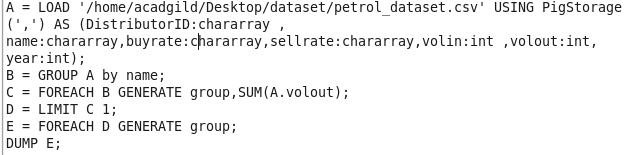 A = LOAD '/home/acadgild/Desktop/dataset/petrol_dataset.csv' USING PigStorage
(',') AS (DistributorID:chararray ,
name:chararray,buyrate:chararray,sellrate:chararray,volin:int ,volout:int,
year:int);
B = GROUP A by name;
C = FOREACH B GENERATE group,SUM(A.volout);
D = LIMIT C 1;
E = FOREACH D GENERATE group;
DUMP E;